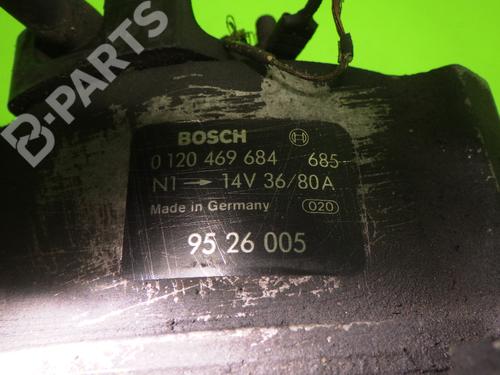 B-PARTS
BOSCH
0 120 469 684 685
N1 → 14V 36/80A
Made in Germany 020
95 26 005